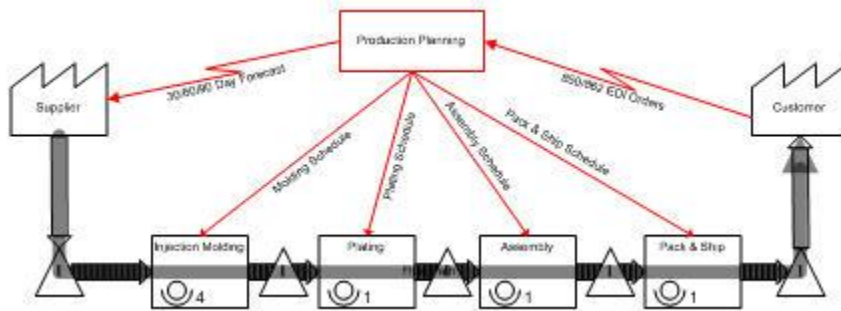 Production Planning
30/60/90 Day Forecast
850/862 EDI Orders
Supplier
Customer
Molding Schedule
Plating Schedule
Assembly Schedule
Pack & Ship Schedule
Injection Molding
Plating
Assembly
Pack & Ship
I
I
I
I
I
4
1
1
1